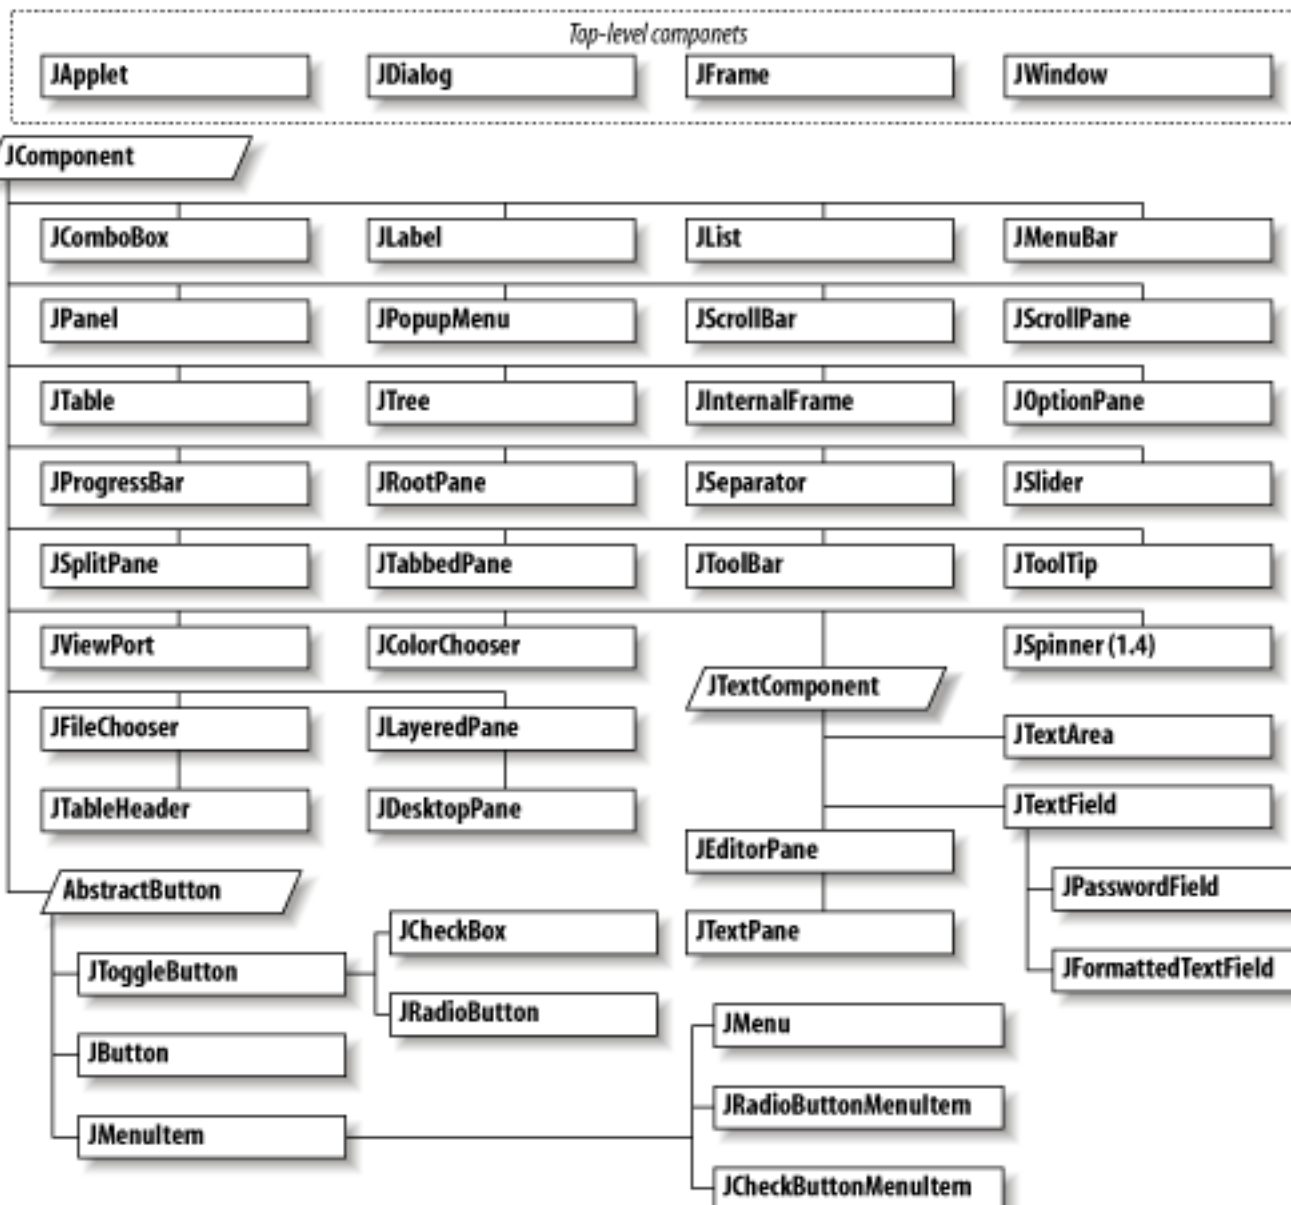 Top-level componets
JApplet
JDialog
JFrame
JWindow
JComponent
JComboBox
JLabel
JList
JMenuBar
JPanel
JPopupMenu
JScrollBar
JScrollPane
JTable
JTree
JInternalFrame
JOptionPane
JProgressBar
JRootPane
JSeparator
JSlider
JSplitPane
JTabbedPane
JToolBar
JToolTip
JViewPort
JColorChooser
JSpinner (1.4)
JTextComponent
JFileChooser
JLayeredPane
JTextArea
JTableHeader
JDesktopPane
JTextField
JEditorPane
JPasswordField
AbstractButton
JCheckBox
JTextPane
JFormattedTextField
JToggleButton
JRadioButton
JMenu
JButton
JRadioButtonMenuItem
JMenuItem
JCheckButtonMenuItem